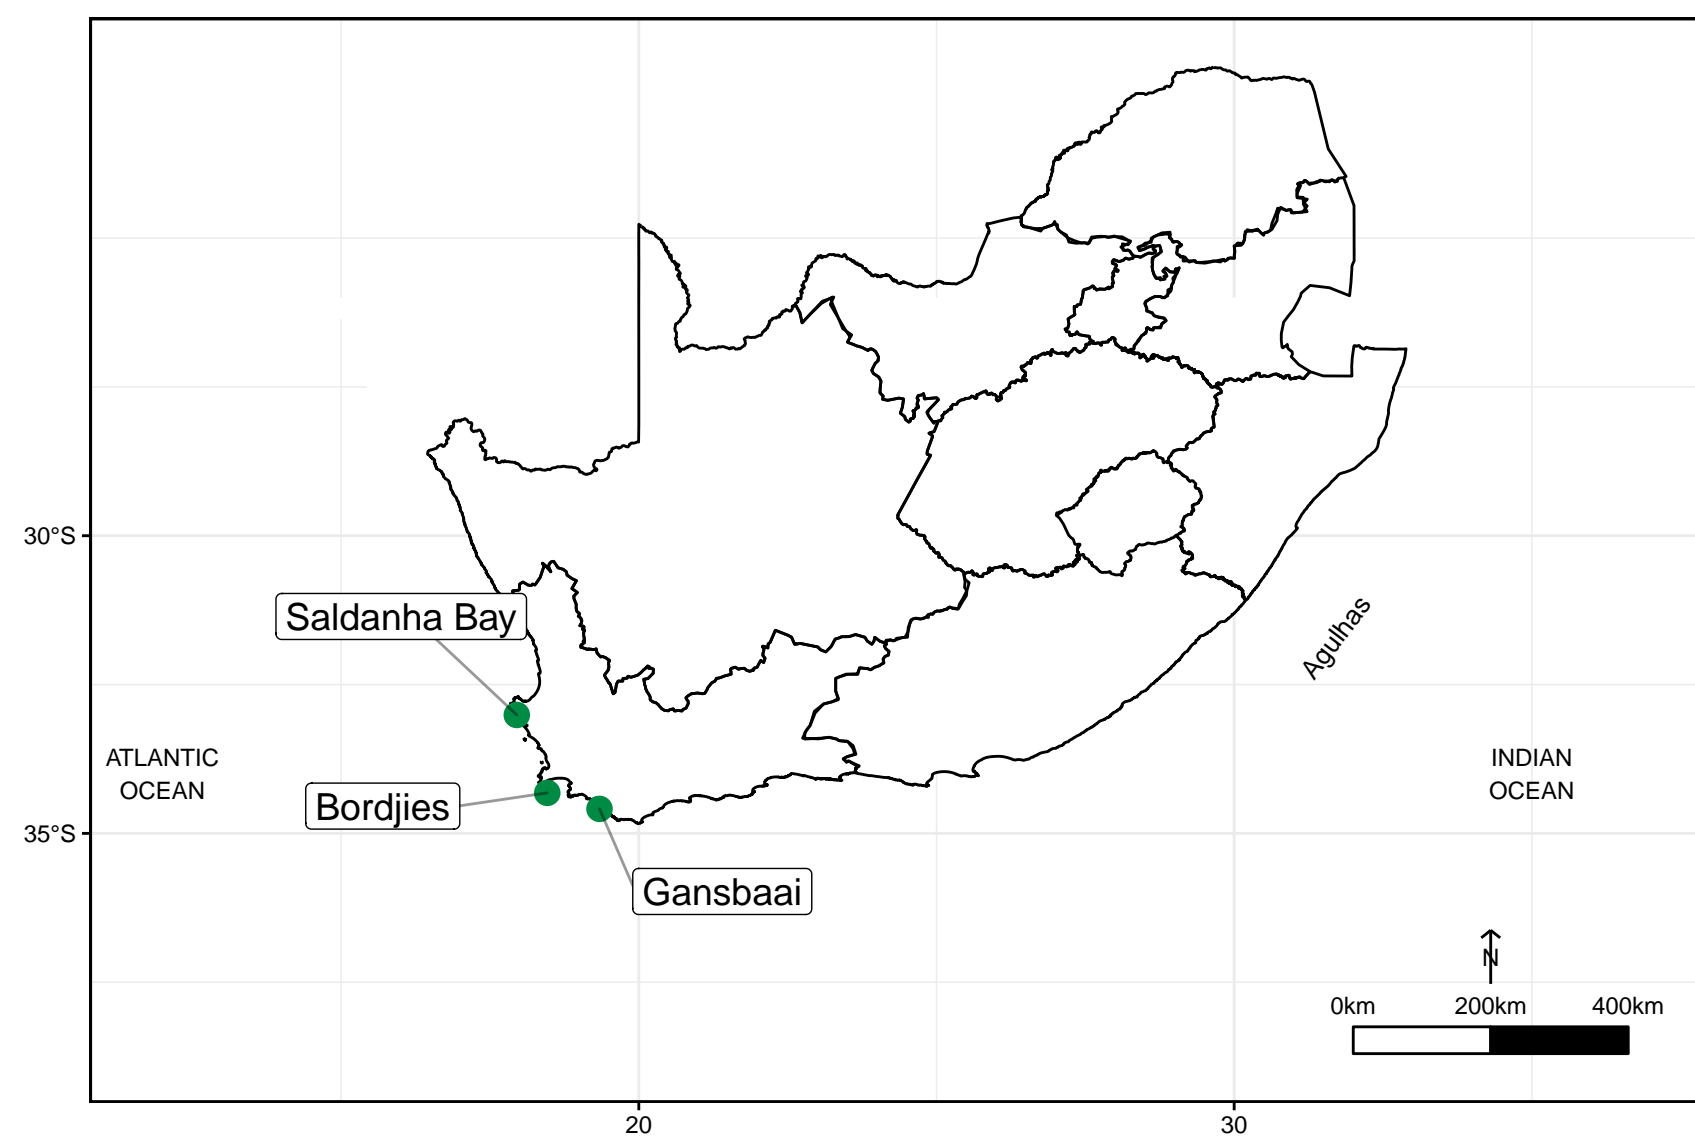 30°S
Saldanha Bay
Agulhas
ATLANTIC
OCEAN
INDIAN
OCEAN
Bordjies
35°S
Gansbaai
N
0km 200km 400km
20 30